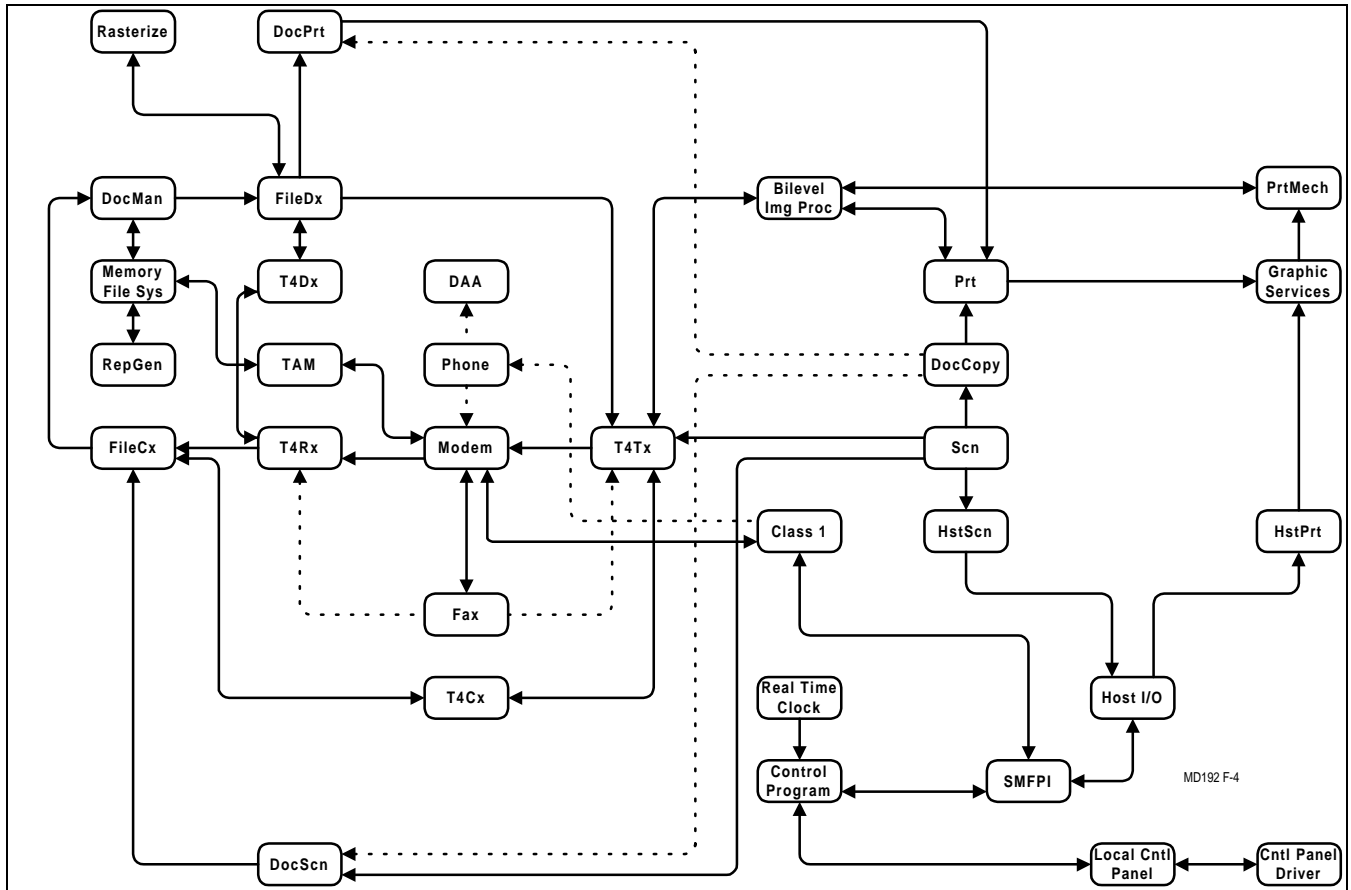 Rasterize
DocPrt
DocMan
FileDx
Bilevel
Img Proc
PrtMech
Memory
File Sys
T4Dx
DAA
Prt
Graphic
Services
RepGen
TAM
Phone
DocCopy
FileCx
T4Rx
Modem
T4Tx
Scn
Class 1
HstScn
HstPrt
Fax
T4Cx
Real Time
Clock
Host I/O
Control
Program
SMFPI
MD192 F-4
DocScn
Local Cntl
Panel
Cntl Panel
Driver